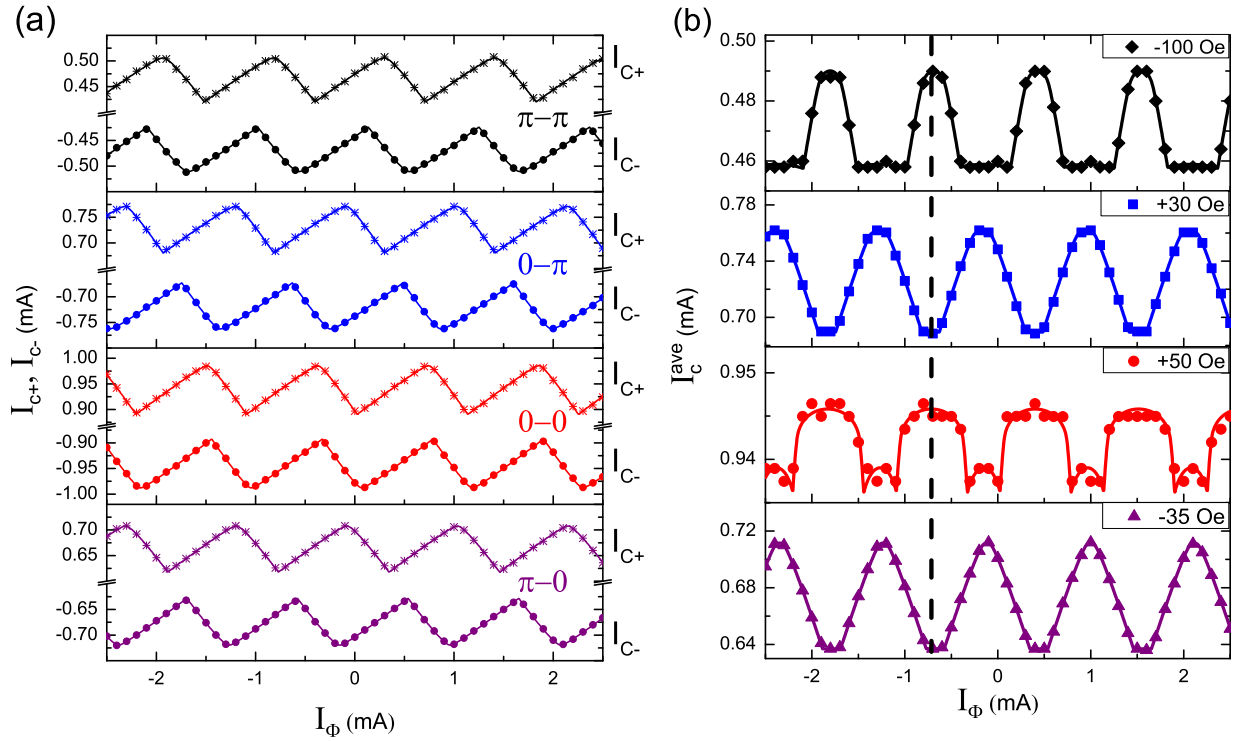 (a)
0.50
0.45
-0.45
-0.50
I_C+
π–π
I_C-
0.75
0.70
-0.70
-0.75
I_C+
0–π
I_C-
1.00
0.95
0.90
-0.90
-0.95
-1.00
I_C+
0–0
I_C-
0.70
0.65
-0.65
-0.70
I_C+
π–0
I_C-
I_c+, I_c- (mA)
-2 -1 0 1 2
I_Φ (mA)
(b)
0.50
0.48
0.46
-100 Oe
0.78
0.74
0.70
+30 Oe
0.95
0.94
+50 Oe
0.72
0.68
0.64
-35 Oe
I_c^ave (mA)
-2 -1 0 1 2
I_Φ (mA)